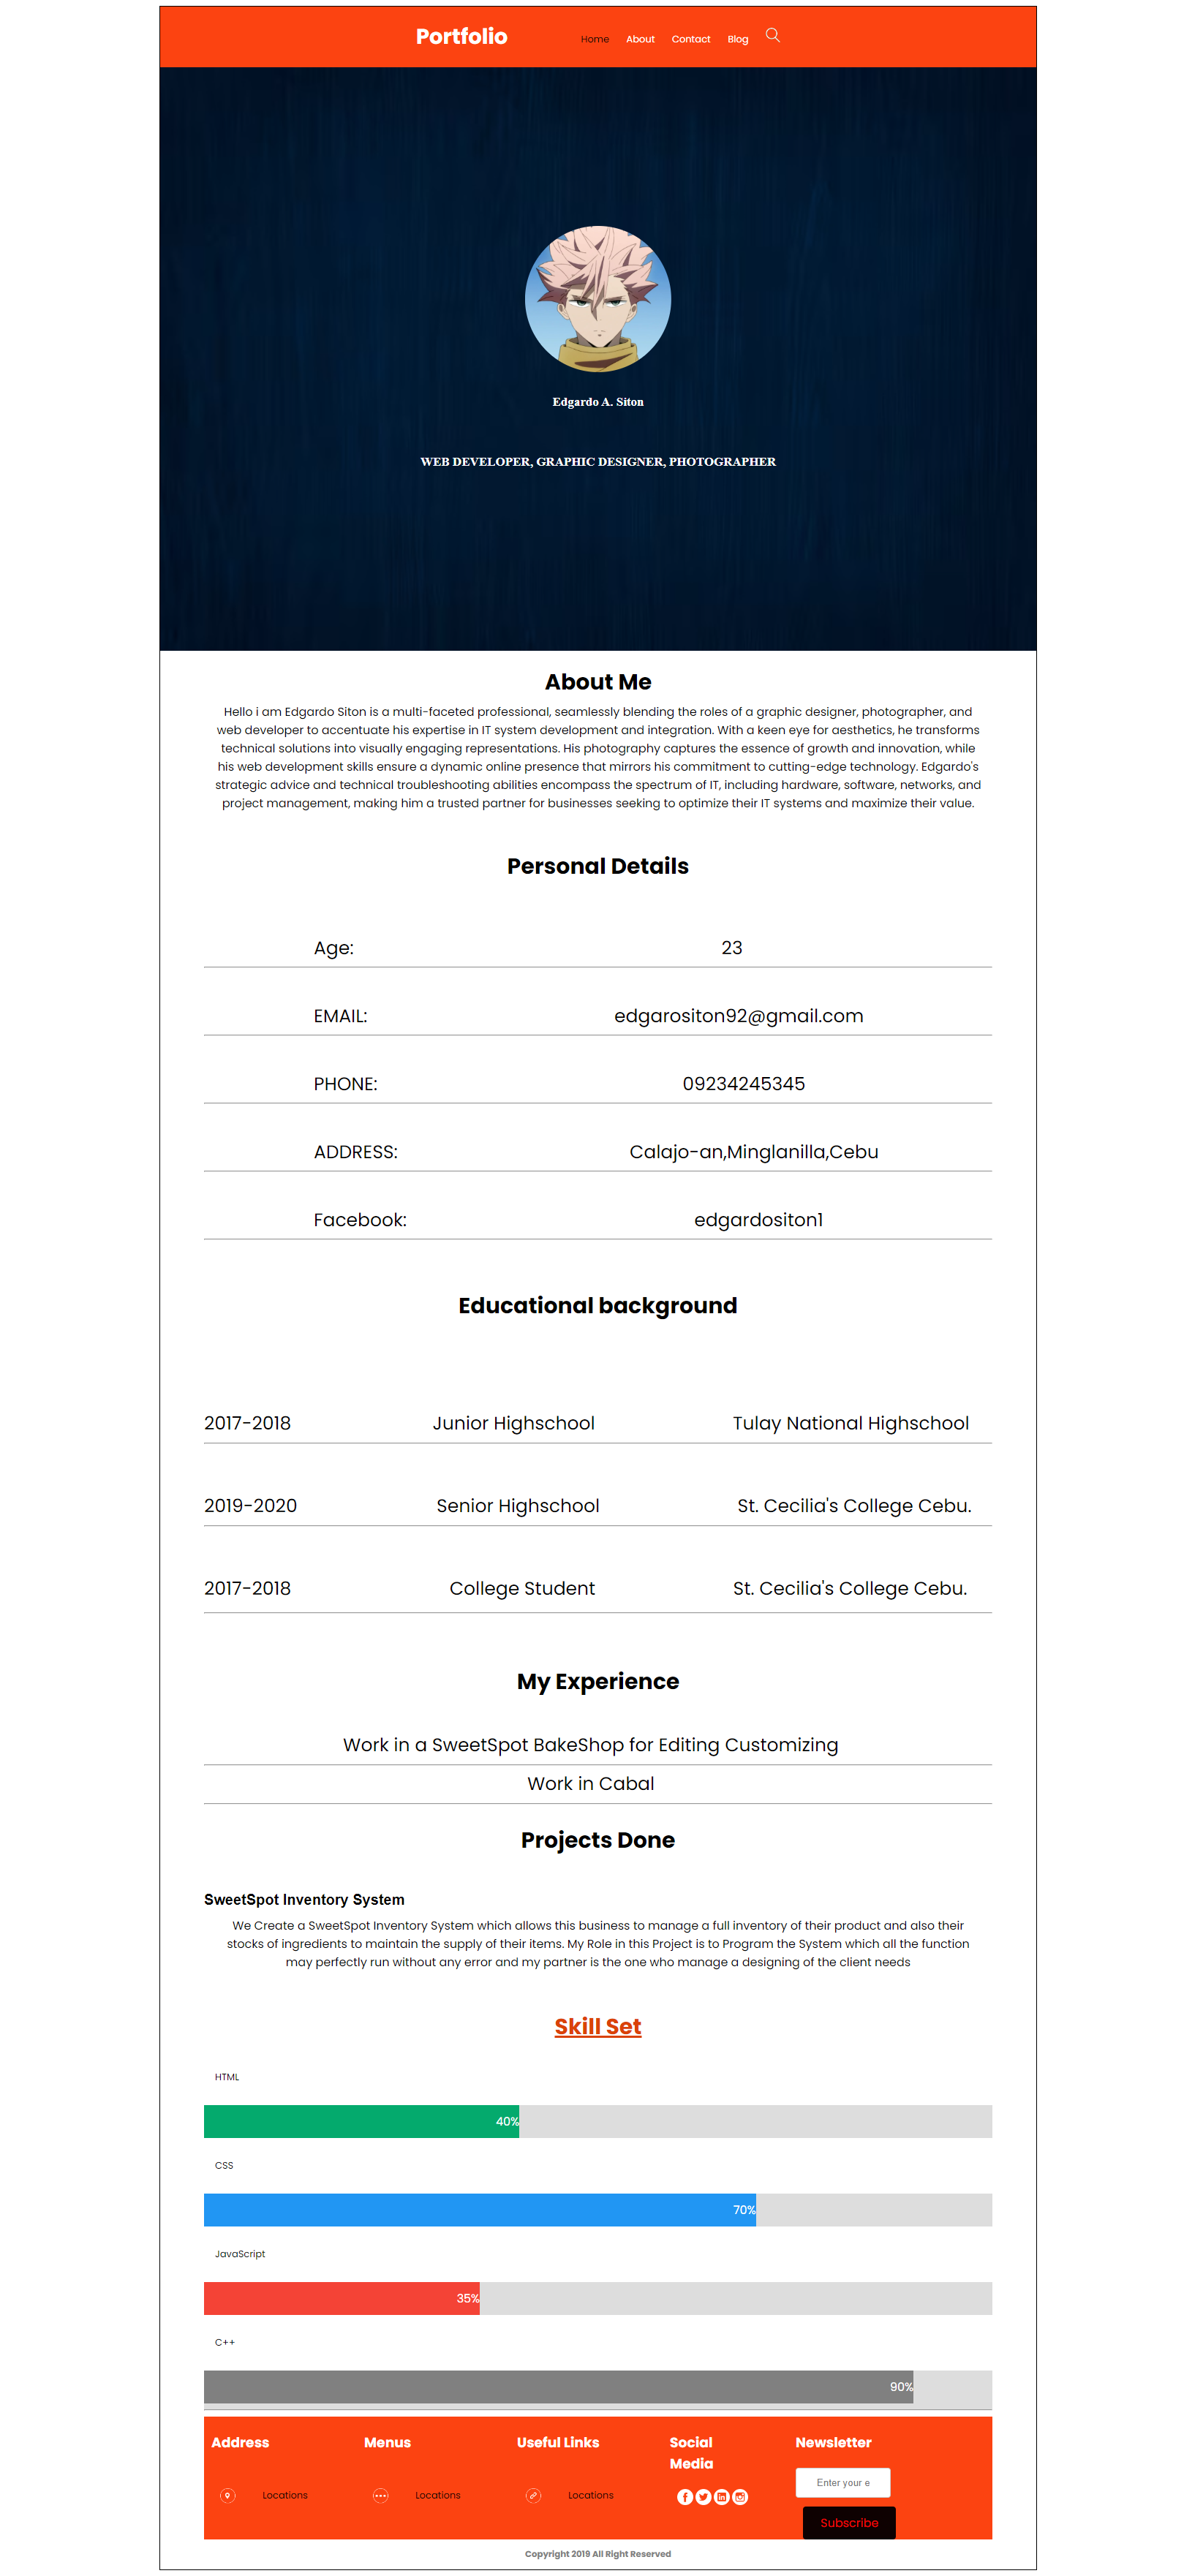 Portfolio
Home About Contact Blog
Edgardo A. Siton
WEB DEVELOPER, GRAPHIC DESIGNER, PHOTOGRAPHER
About Me
Hello i am Edgardo Siton is a multi-faceted professional, seamlessly blending the roles of a graphic designer, photographer, and
web developer to accentuate his expertise in IT system development and integration. With a keen eye for aesthetics, he transforms
technical solutions into visually engaging representations. His photography captures the essence of growth and innovation, while
his web development skills ensure a dynamic online presence that mirrors his commitment to cutting-edge technology. Edgardo's
strategic advice and technical troubleshooting abilities encompass the spectrum of IT, including hardware, software, networks, and
project management, making him a trusted partner for businesses seeking to optimize their IT systems and maximize their value.
Personal Details
Age: 23
EMAIL: edgarositon92@gmail.com
PHONE: 09234245345
ADDRESS: Calajo-an,Minglanilla,Cebu
Facebook: edgardositon1
Educational background
2017-2018 Junior Highschool Tulay National Highschool
2019-2020 Senior Highschool St. Cecilia's College Cebu.
2017-2018 College Student St. Cecilia's College Cebu.
My Experience
Work in a SweetSpot BakeShop for Editing Customizing
Work in Cabal
Projects Done
SweetSpot Inventory System
We Create a SweetSpot Inventory System which allows this business to manage a full inventory of their product and also their
stocks of ingredients to maintain the supply of their items. My Role in this Project is to Program the System which all the function
may perfectly run without any error and my partner is the one who manage a designing of the client needs
Skill Set
HTML
40%
CSS
70%
JavaScript
35%
C++
90%
Address
Locations
Menus
Locations
Useful Links
Locations
Social
Media
Newsletter
Enter your e
Subscribe
Copyright 2019 All Right Reserved